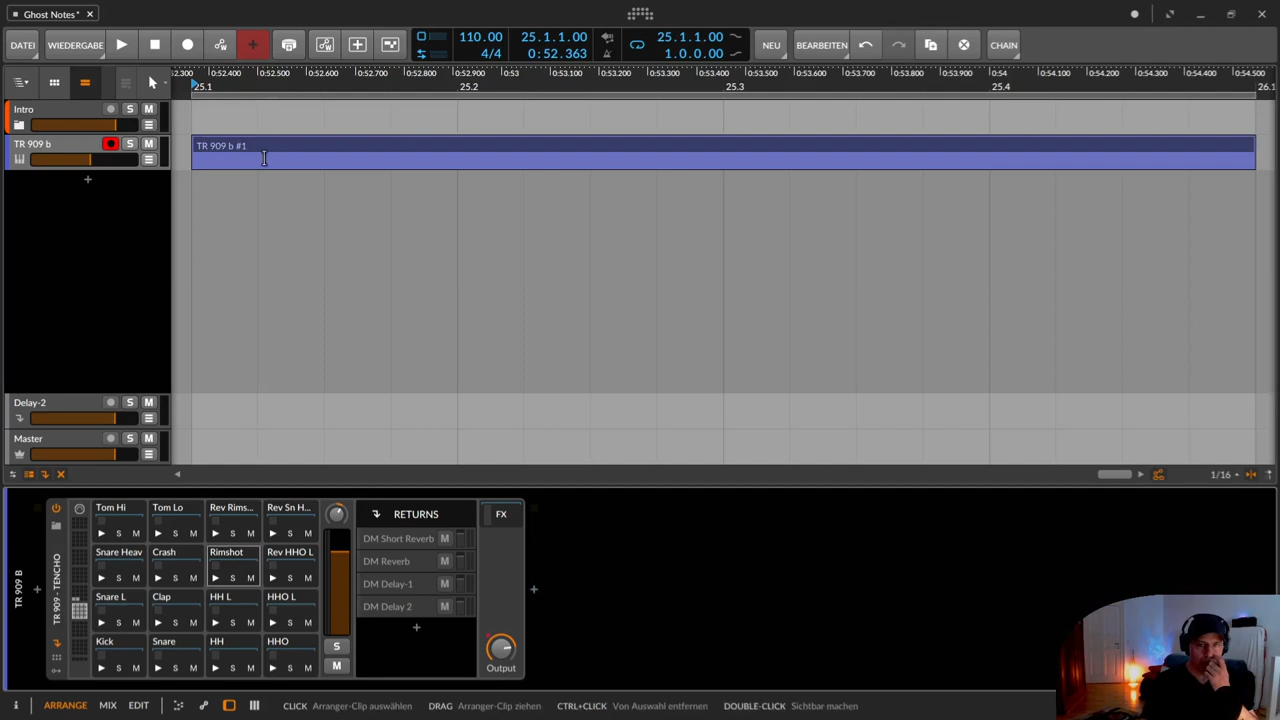 Ghost Notes*
DATEI
WIEDERGABE
110.00
4/4
25.1.1.00
0:52.363
25.1.1.00
1.0.0.00
NEU
BEARBEITEN
CHAIN
52.300 0:52.400 0:52.500 0:52.600 0:52.700 0:52.800 0:52.900 0:53 0:53.100 0:53.200 0:53.300 0:53.400 0:53.500 0:53.600 0:53.700 0:53.800 0:53.900 0:54 0:54.100 0:54.200 0:54.300 0:54.400 0:54.500
25.1 25.2 25.3 25.4 26.1
Intro S M
TR 909 b S M
TR 909 b #1
Delay-2 S M
Master S M
1/16
TR 909 B
TR 909 - TENCHO
Tom Hi Tom Lo Rev Rims... Rev Sn H...
S M S M S M S M
Snare Heav Crash Rimshot Rev HHO L
S M S M S M S M
Snare L Clap HH L HHO L
S M S M S M S M
Kick Snare HH HHO
S M S M S M S M
S
M
RETURNS
DM Short Reverb M
DM Reverb M
DM Delay-1 M
DM Delay 2 M
FX
Output
ARRANGE MIX EDIT
CLICK Arranger-Clip auswählen DRAG Arranger-Clip ziehen CTRL+CLICK Von Auswahl entfernen DOUBLE-CLICK Sichtbar machen